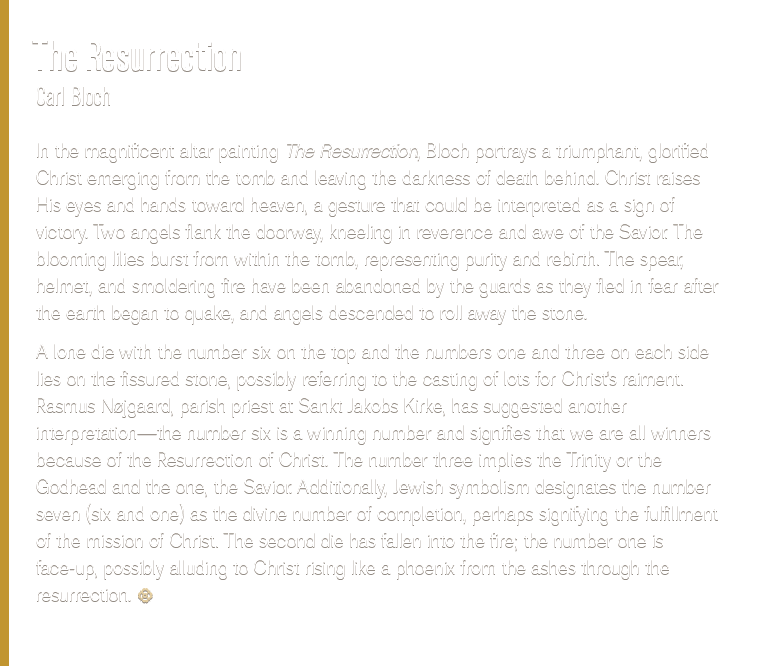 The Resurrection
Carl Bloch
In the magnificent altar painting The Resurrection, Bloch portrays a triumphant, glorified
Christ emerging from the tomb and leaving the darkness of death behind. Christ raises
His eyes and hands toward heaven, a gesture that could be interpreted as a sign of
victory. Two angels flank the doorway, kneeling in reverence and awe of the Savior. The
blooming lilies burst from within the tomb, representing purity and rebirth. The spear,
helmet, and smoldering fire have been abandoned by the guards as they fled in fear after
the earth began to quake, and angels descended to roll away the stone.
A lone die with the number six on the top and the numbers one and three on each side
lies on the fissured stone, possibly referring to the casting of lots for Christ's raiment.
Rasmus Nøjgaard, parish priest at Sankt Jakobs Kirke, has suggested another
interpretation—the number six is a winning number and signifies that we are all winners
because of the Resurrection of Christ. The number three implies the Trinity or the
Godhead and the one, the Savior. Additionally, Jewish symbolism designates the number
seven (six and one) as the divine number of completion, perhaps signifying the fulfillment
of the mission of Christ. The second die has fallen into the fire; the number one is
face-up, possibly alluding to Christ rising like a phoenix from the ashes through the
resurrection.